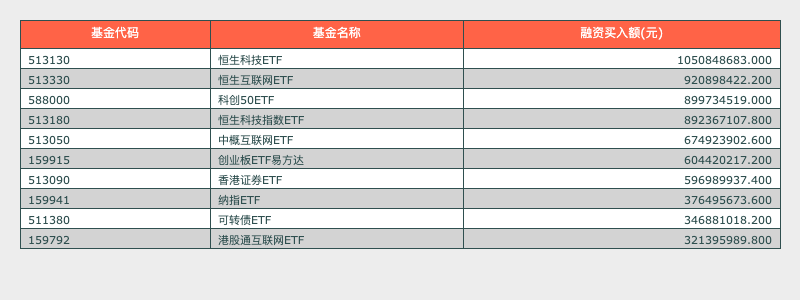 基金代码 基金名称 融资买入额(元)
513130 恒生科技ETF 1050848683.000
513330 恒生互联网ETF 920898422.200
588000 科创50ETF 899734519.000
513180 恒生科技指数ETF 892367107.800
513050 中概互联网ETF 674923902.600
159915 创业板ETF易方达 604420217.200
513090 香港证券ETF 596989937.400
159941 纳指ETF 376495673.600
511380 可转债ETF 346881018.200
159792 港股通互联网ETF 321395989.800